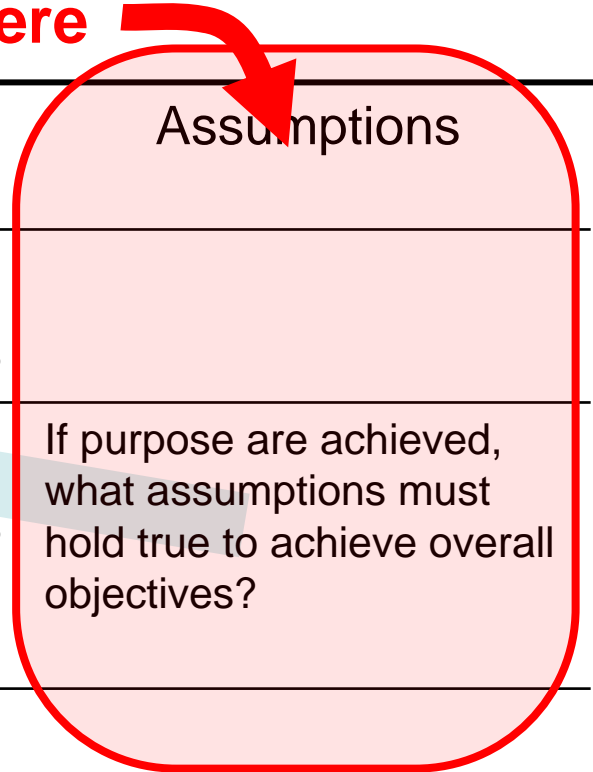 ere
Assumptions
If purpose are achieved,
what assumptions must
hold true to achieve overall
objectives?